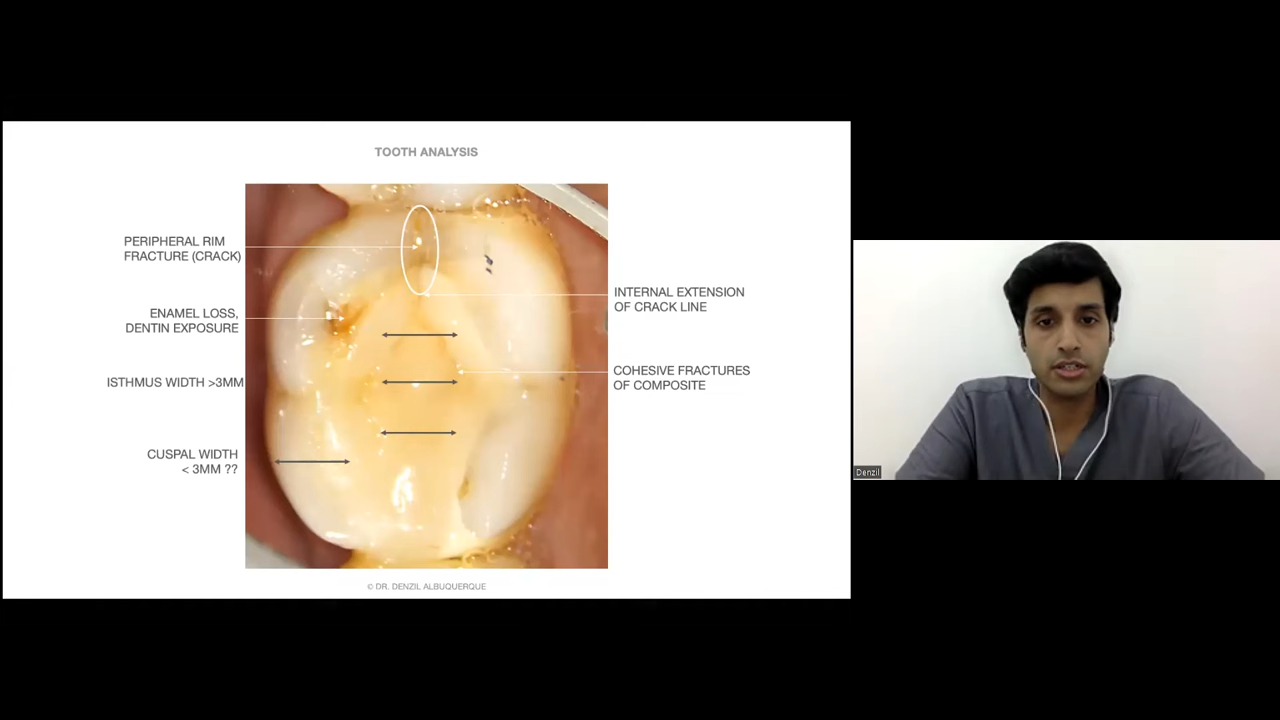 TOOTH ANALYSIS
PERIPHERAL RIM
FRACTURE (CRACK)
ENAMEL LOSS,
DENTIN EXPOSURE
ISTHMUS WIDTH >3MM
CUSPAL WIDTH
< 3MM ??
INTERNAL EXTENSION
OF CRACK LINE
COHESIVE FRACTURES
OF COMPOSITE
© DR. DENZIL ALBUQUERQUE
Denzil